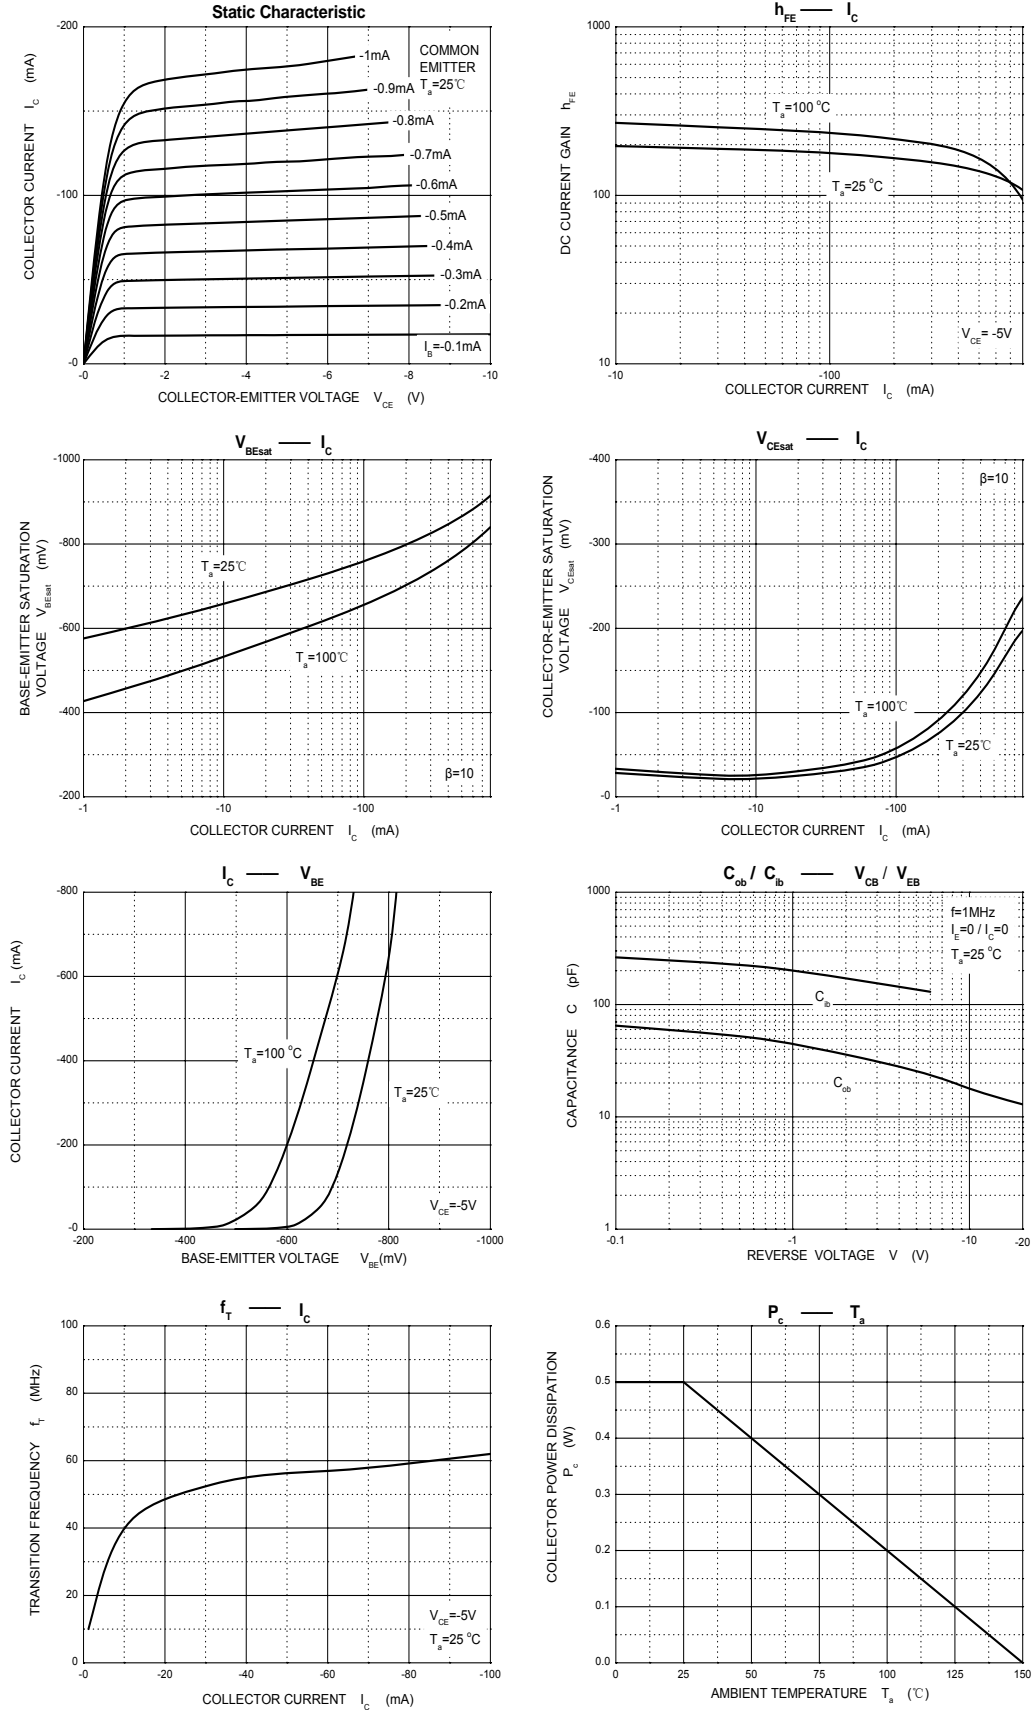 Static Characteristic
-200
-100
-0
-0
-2
-4
-6
-8
-10
COLLECTOR CURRENT I_C (mA)
COLLECTOR-EMITTER VOLTAGE V_CE (V)
COMMON
EMITTER
T_a=25℃
-1mA
-0.9mA
-0.8mA
-0.7mA
-0.6mA
-0.5mA
-0.4mA
-0.3mA
-0.2mA
I_B=-0.1mA
h_FE —— I_C
1000
100
10
-10
-100
DC CURRENT GAIN h_FE
COLLECTOR CURRENT I_C (mA)
T_a=100 °C
T_a=25 °C
V_CE= -5V
V_BEsat —— I_C
-1000
-800
-600
-400
-200
-1
-10
-100
BASE-EMITTER SATURATION
VOLTAGE V_BEsat (mV)
COLLECTOR CURRENT I_C (mA)
T_a=25℃
T_a=100℃
β=10
V_CEsat —— I_C
-400
-300
-200
-100
-0
-1
-10
-100
COLLECTOR-EMITTER SATURATION
VOLTAGE V_CEsat (mV)
COLLECTOR CURRENT I_C (mA)
β=10
T_a=100℃
T_a=25℃
I_C —— V_BE
-800
-600
-400
-200
-0
-200
-400
-600
-800
-1000
COLLECTOR CURRENT I_C (mA)
BASE-EMITTER VOLTAGE V_BE(mV)
T_a=100 °C
T_a=25℃
V_CE=-5V
C_ob / C_ib —— V_CB / V_EB
1000
100
10
1
-0.1
-1
-10
-20
CAPACITANCE C (pF)
REVERSE VOLTAGE V (V)
f=1MHz
I_E=0 / I_C=0
T_a=25 °C
C_ib
C_ob
f_T —— I_C
100
80
60
40
20
0
-0
-20
-40
-60
-80
-100
TRANSITION FREQUENCY f_T (MHz)
COLLECTOR CURRENT I_C (mA)
V_CE=-5V
T_a=25 °C
P_c —— T_a
0.6
0.5
0.4
0.3
0.2
0.1
0.0
0
25
50
75
100
125
150
COLLECTOR POWER DISSIPATION
P_c (W)
AMBIENT TEMPERATURE T_a (℃)